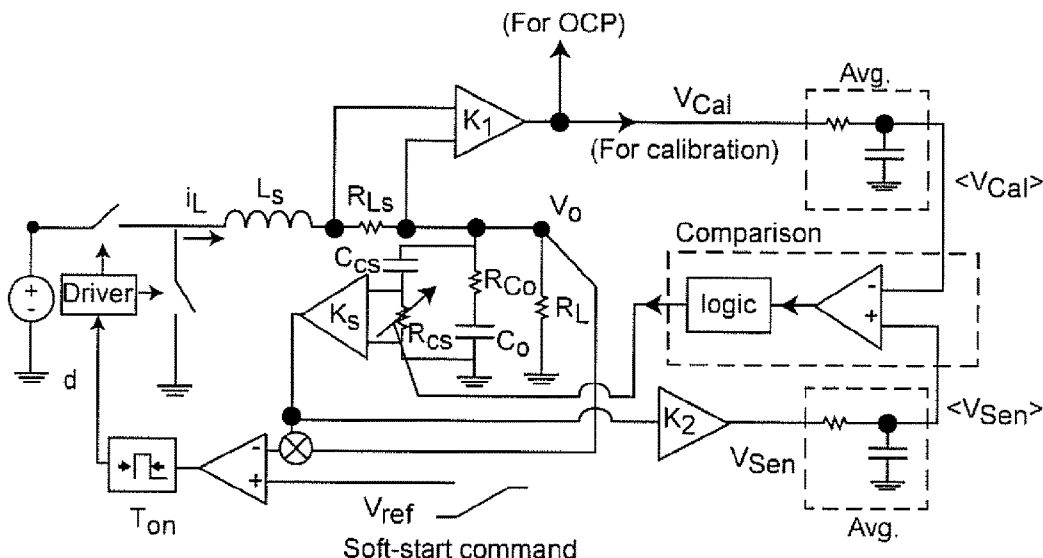 (For OCP)
Avg.
K1
VCal
(For calibration)
<VCal>
iL
Ls
RLs
Vo
Comparison
Ccs
RCo
+
-
Driver
Ks
Rcs
Co
RL
logic
-
+
d
K2
VSen
<VSen>
-
+
Ton
Vref
Avg.
Soft-start command